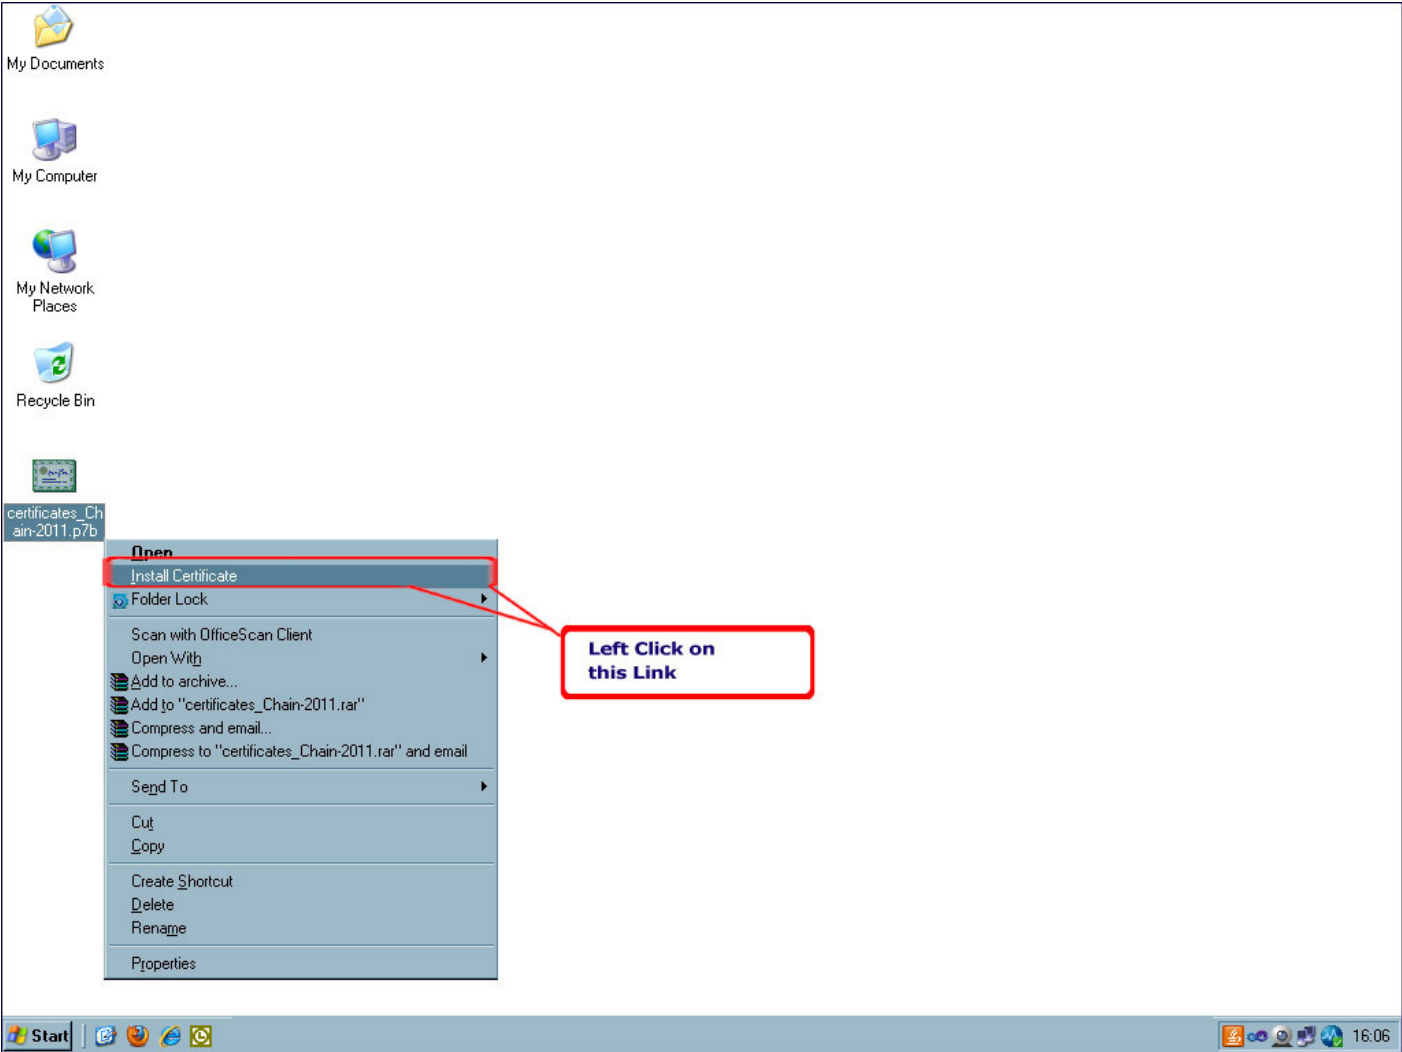 My Documents
My Computer
My Network
Places
Recycle Bin
certificates_Ch
ain-2011.p7b
Open
Install Certificate
Folder Lock
Scan with OfficeScan Client
Open With
Add to archive...
Add to "certificates_Chain-2011.rar"
Compress and email...
Compress to "certificates_Chain-2011.rar" and email
Send To
Cut
Copy
Create Shortcut
Delete
Rename
Properties
Left Click on
this Link
Start
16:06